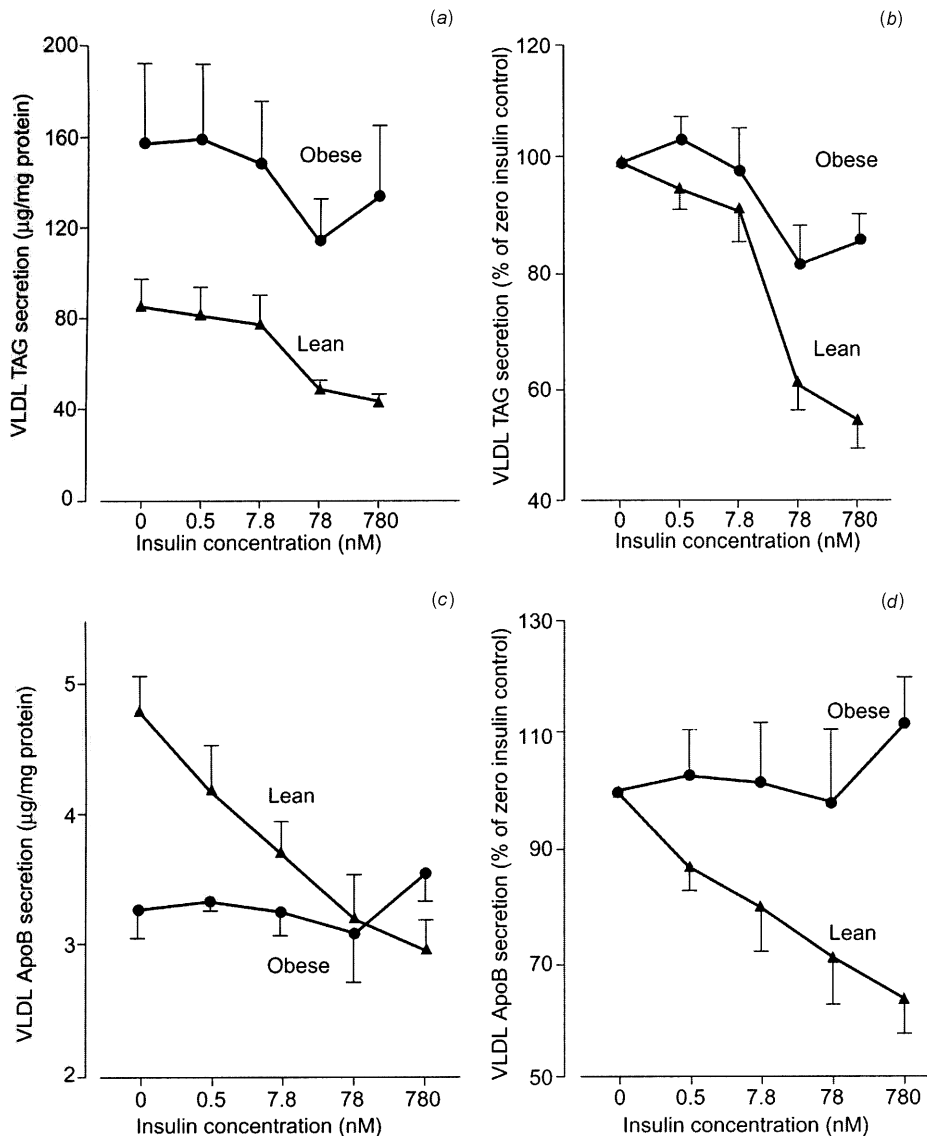 (a)
VLDL TAG secretion (µg/mg protein)
200
160
120
80
40
0
Obese
Lean
0 0.5 7.8 78 780
Insulin concentration (nM)
(b)
VLDL TAG secretion (% of zero insulin control)
120
100
80
60
40
Obese
Lean
0 0.5 7.8 78 780
Insulin concentration (nM)
(c)
VLDL ApoB secretion (µg/mg protein)
5
4
3
2
Lean
Obese
0 0.5 7.8 78 780
Insulin concentration (nM)
(d)
VLDL ApoB secretion (% of zero insulin control)
130
110
90
70
50
Obese
Lean
0 0.5 7.8 78 780
Insulin concentration (nM)